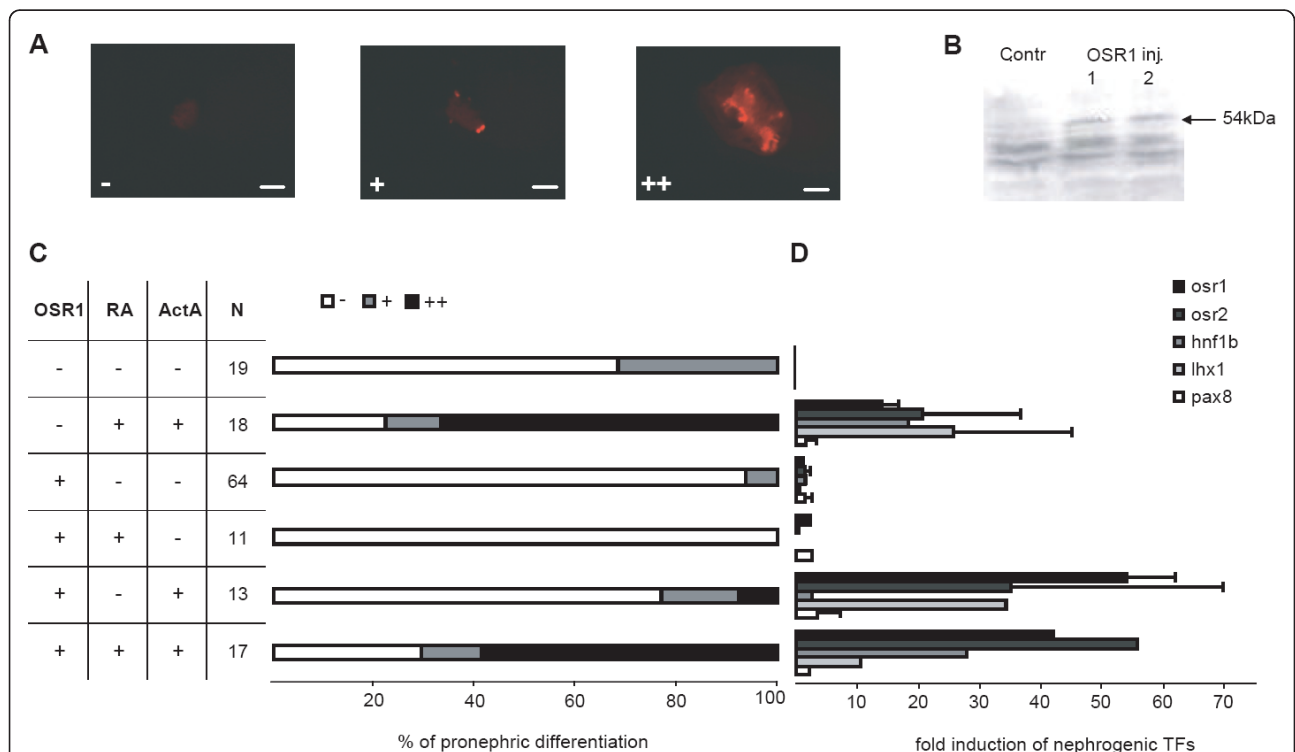 A
B
Contr OSR1 inj.
1 2
54kDa
- + ++
C
D
OSR1 RA ActA N
- + ++
osr1
osr2
hnf1b
lhx1
pax8
- - - 19
- + + 18
+ - - 64
+ + - 11
+ - + 13
+ + + 17
20 40 60 80 100
10 20 30 40 50 60 70
% of pronephric differentiation
fold induction of nephrogenic TFs